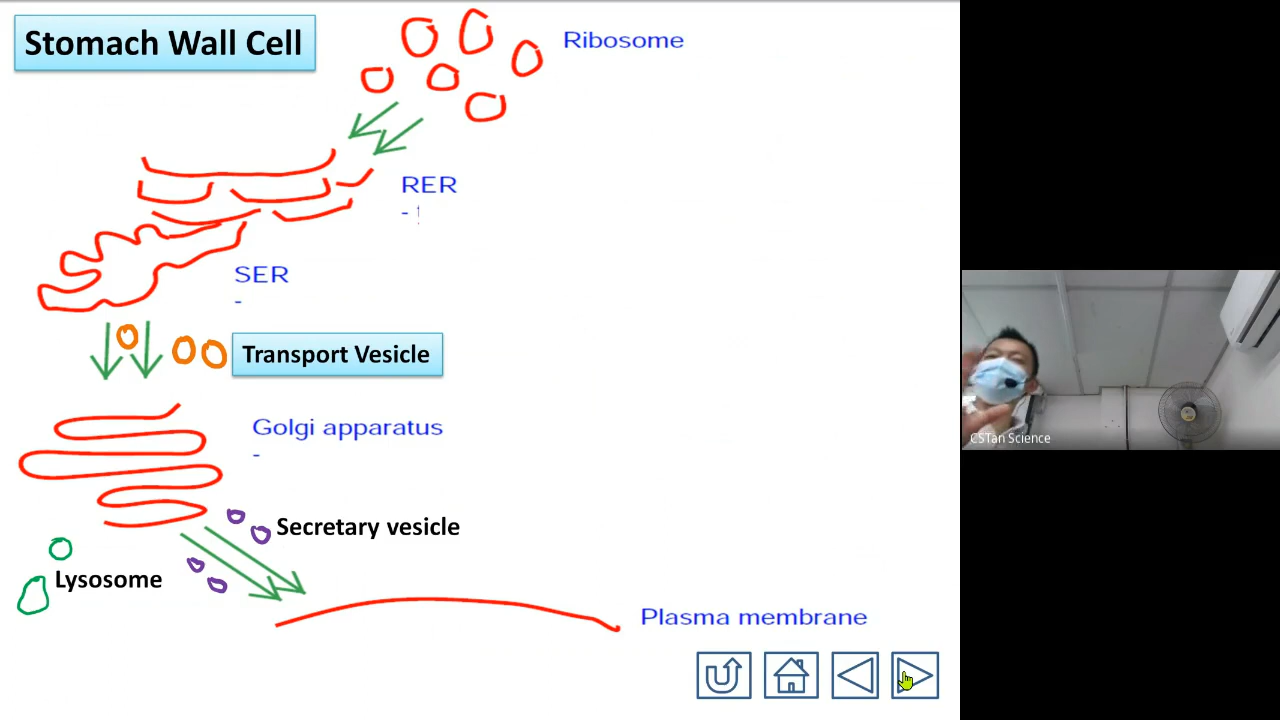 Stomach Wall Cell
Ribosome
RER
-
SER
-
Transport Vesicle
Golgi apparatus
-
Secretary vesicle
Lysosome
Plasma membrane
CSTan Science